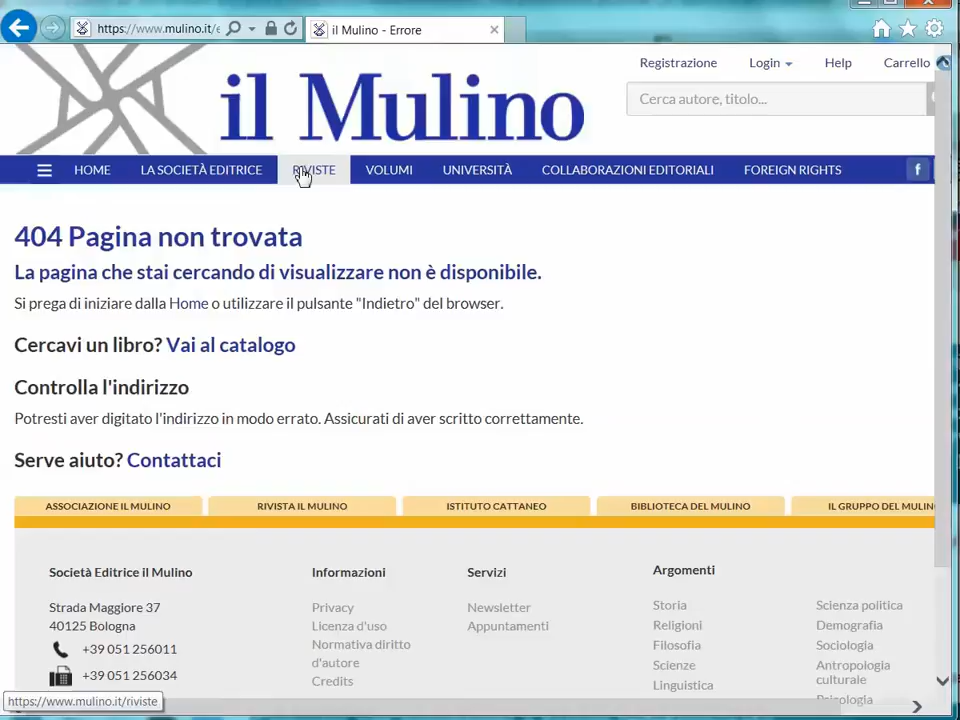 https://www.mulino.it/e
il Mulino - Errore
Registrazione Login Help Carrello
il Mulino
Cerca autore, titolo...
HOME LA SOCIETÀ EDITRICE RIVISTE VOLUMI UNIVERSITÀ COLLABORAZIONI EDITORIALI FOREIGN RIGHTS f
404 Pagina non trovata
La pagina che stai cercando di visualizzare non è disponibile.
Si prega di iniziare dalla Home o utilizzare il pulsante "Indietro" del browser.
Cercavi un libro? Vai al catalogo
Controlla l'indirizzo
Potresti aver digitato l'indirizzo in modo errato. Assicurati di aver scritto correttamente.
Serve aiuto? Contattaci
ASSOCIAZIONE IL MULINO RIVISTA IL MULINO ISTITUTO CATTANEO BIBLIOTECA DEL MULINO IL GRUPPO DEL MULIN
Società Editrice il Mulino
Strada Maggiore 37
40125 Bologna
+39 051 256011
+39 051 256034
Informazioni
Privacy
Licenza d'uso
Normativa diritto
d'autore
Credits
Servizi
Newsletter
Appuntamenti
Argomenti
Storia
Religioni
Filosofia
Scienze
Linguistica
Scienza politica
Demografia
Sociologia
Antropologia
culturale
Psicologia
https://www.mulino.it/riviste